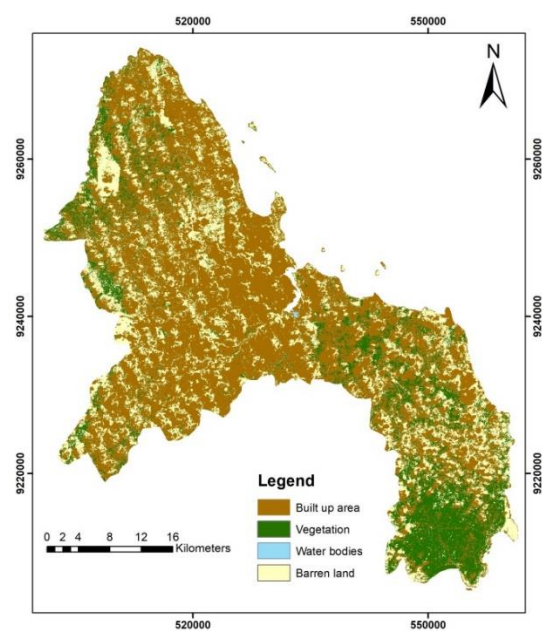 520000 550000
N
9260000 9260000
9240000 9240000
9220000 9220000
Legend
Built up area
Vegetation
Water bodies
Barren land
0 2 4 8 12 16
Kilometers
520000 550000